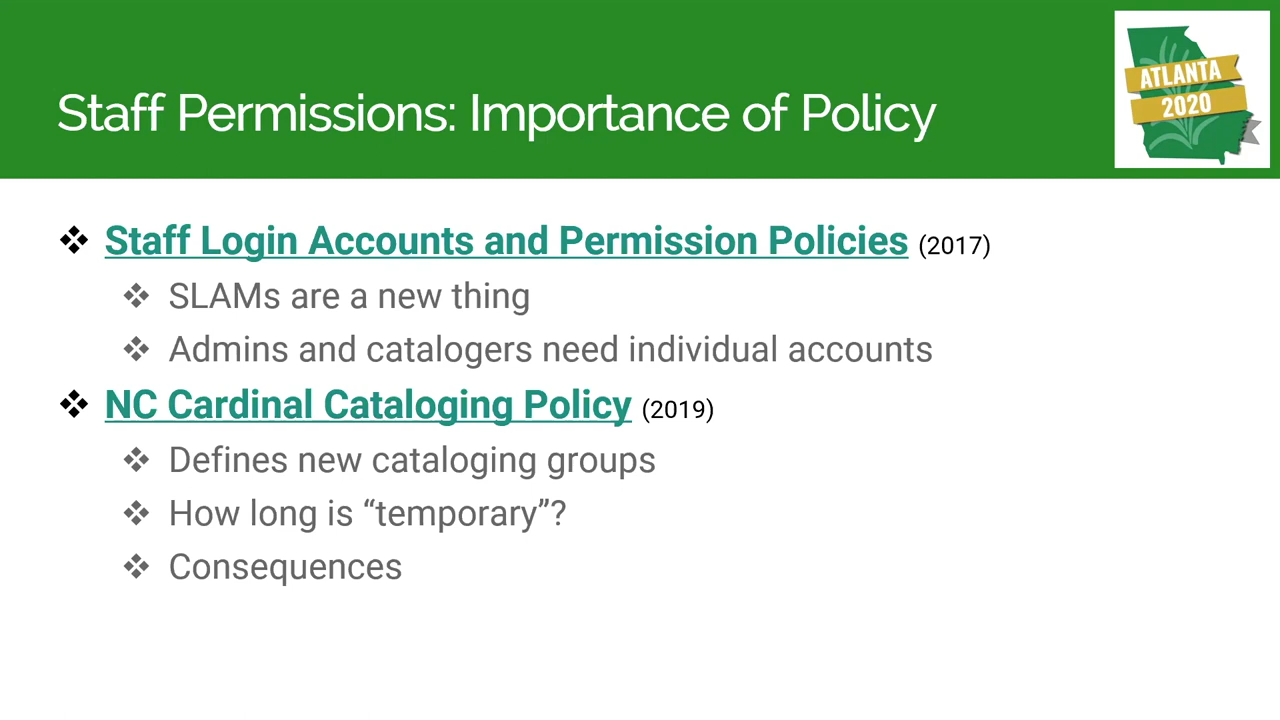 Staff Permissions: Importance of Policy
ATLANTA
2020
❖ Staff Login Accounts and Permission Policies (2017)
❖ SLAMs are a new thing
❖ Admins and catalogers need individual accounts
❖ NC Cardinal Cataloging Policy (2019)
❖ Defines new cataloging groups
❖ How long is “temporary”?
❖ Consequences